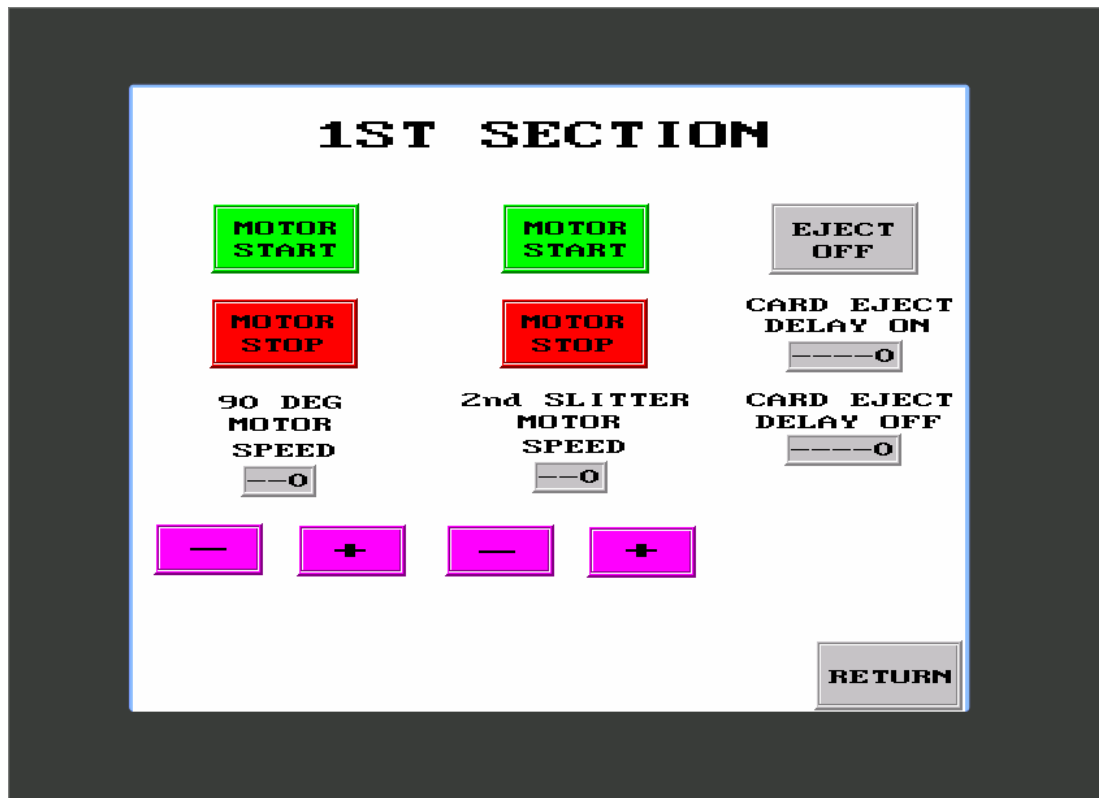 1ST SECTION
MOTOR
START
MOTOR
START
EJECT
OFF
MOTOR
STOP
MOTOR
STOP
CARD EJECT
DELAY ON
----0
90 DEG
MOTOR
SPEED
--0
2nd SLITTER
MOTOR
SPEED
--0
CARD EJECT
DELAY OFF
----0
-
+
-
+
RETURN